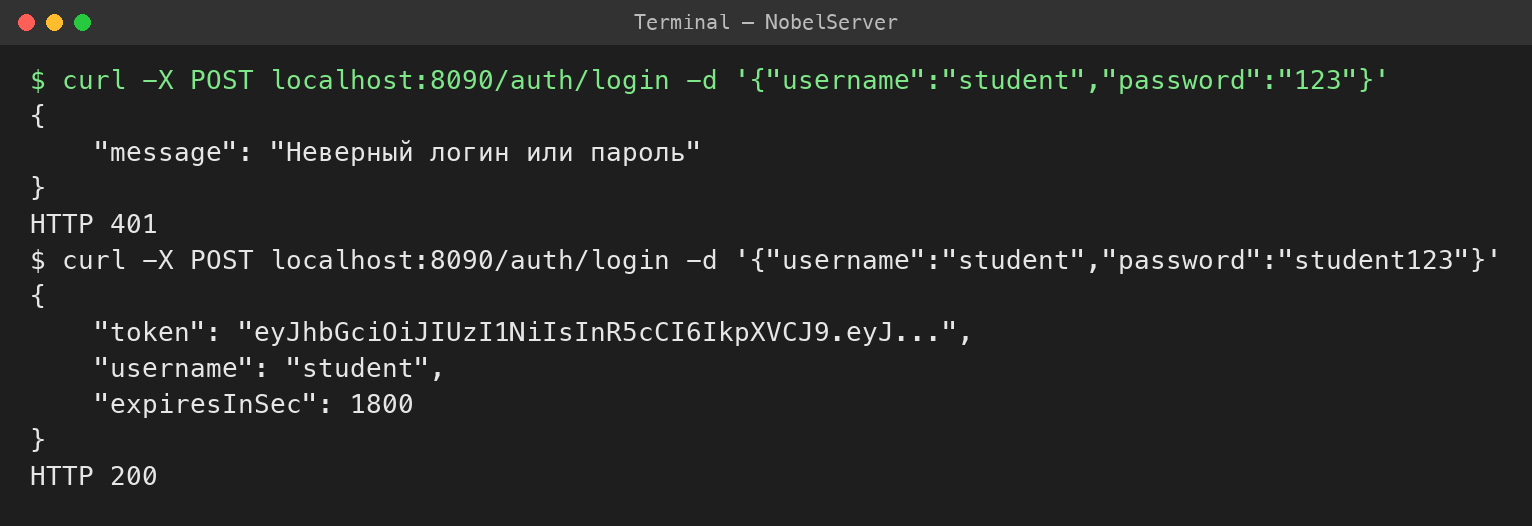 Terminal — NobelServer
$ curl -X POST localhost:8090/auth/login -d '{"username":"student","password":"123"}'
{
    "message": "Неверный логин или пароль"
}
HTTP 401
$ curl -X POST localhost:8090/auth/login -d '{"username":"student","password":"student123"}'
{
    "token": "eyJhbGciOiJIUzI1NiIsInR5cCI6IkpXVCJ9.eyJ...",
    "username": "student",
    "expiresInSec": 1800
}
HTTP 200